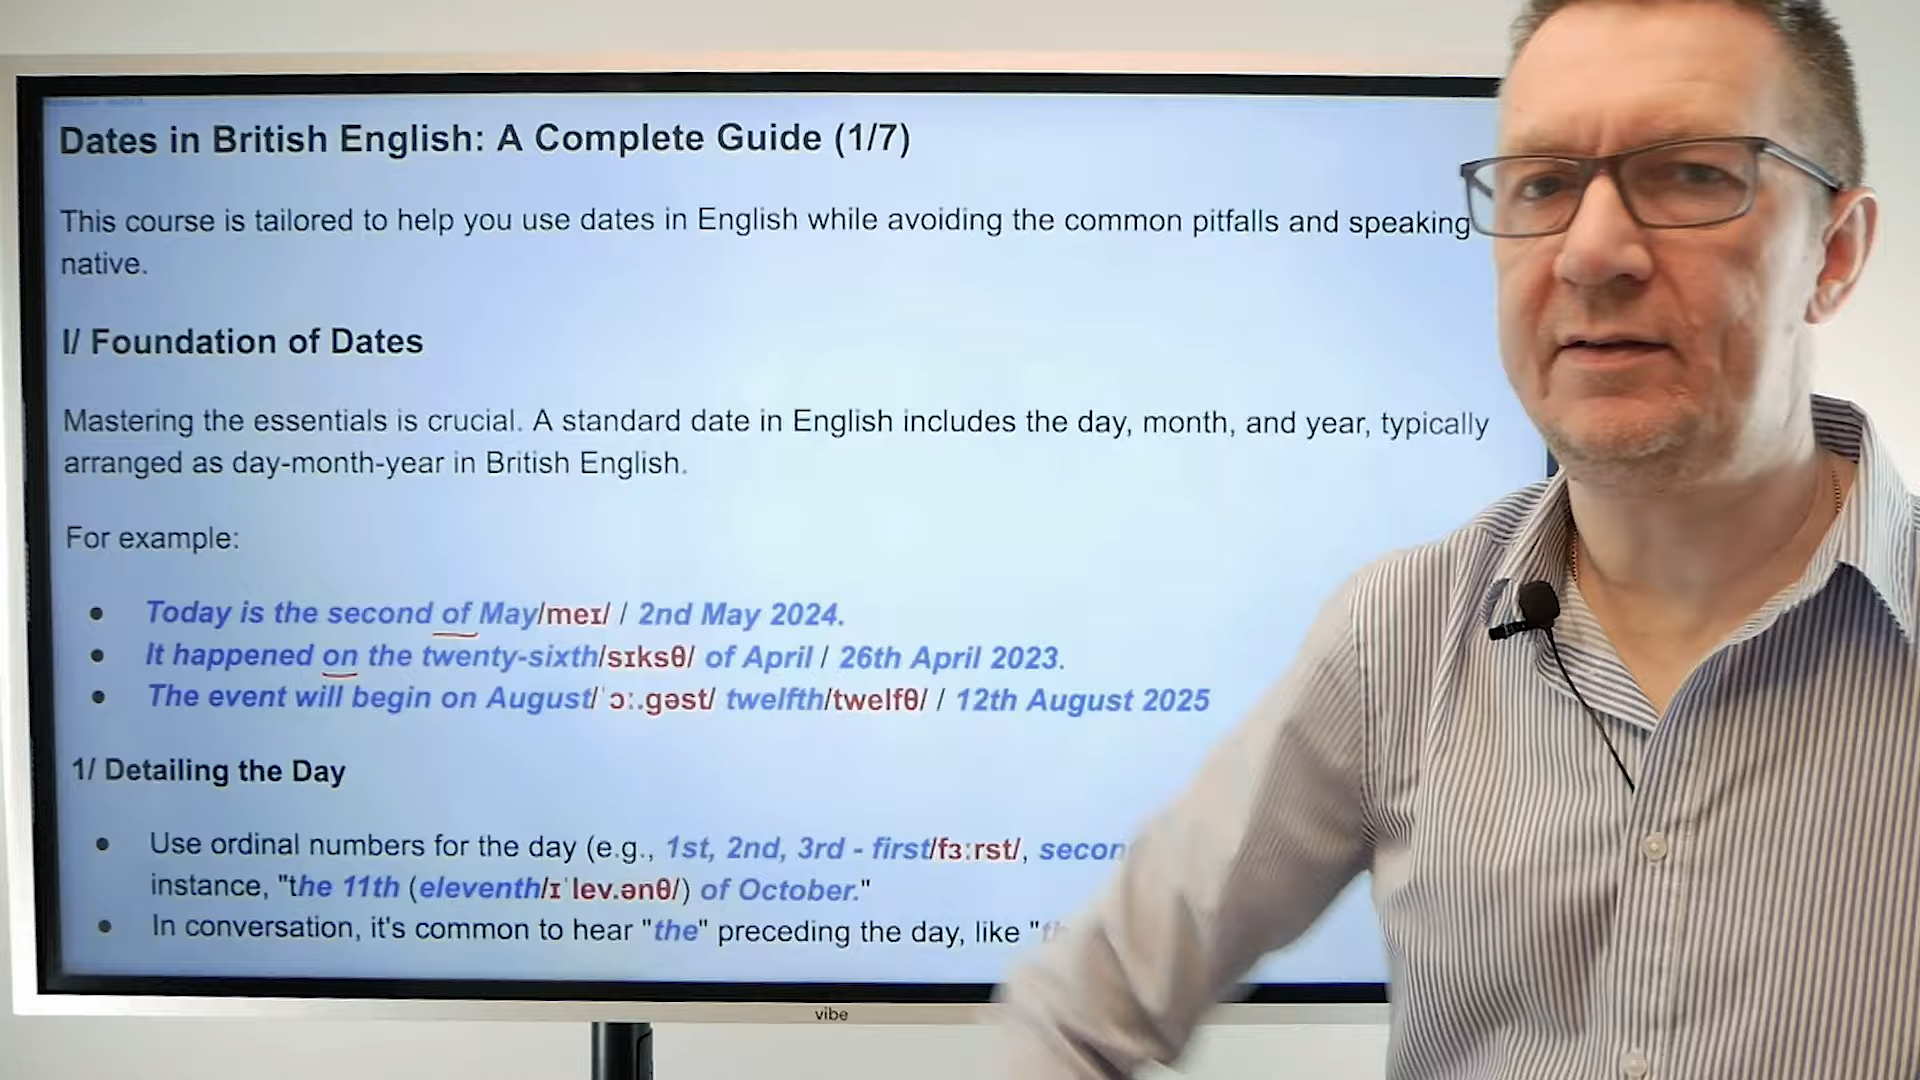 Dates in British English: A Complete Guide (1/7)
This course is tailored to help you use dates in English while avoiding the common pitfalls and speaking
native.
I/ Foundation of Dates
Mastering the essentials is crucial. A standard date in English includes the day, month, and year, typically
arranged as day-month-year in British English.
For example:
● Today is the second of May/meɪ/ / 2nd May 2024.
● It happened on the twenty-sixth/sɪksθ/ of April / 26th April 2023.
● The event will begin on August/ˈɔː.gəst/ twelfth/twelfθ/ / 12th August 2025
1/ Detailing the Day
● Use ordinal numbers for the day (e.g., 1st, 2nd, 3rd - first/fɜːrst/,
instance, "the 11th (eleventh/ɪˈlev.ənθ/) of October."
● In conversation, it's common to hear "the" preceding the day, like "
vibe